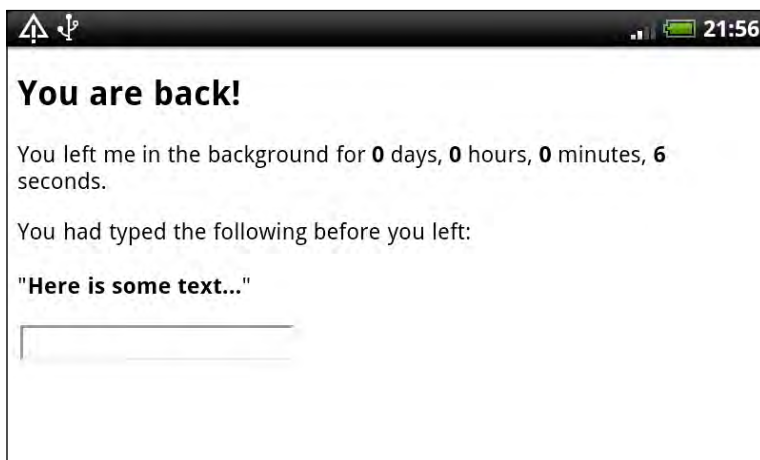 21:56
You are back!
You left me in the background for 0 days, 0 hours, 0 minutes, 6
seconds.
You had typed the following before you left:
"Here is some text..."